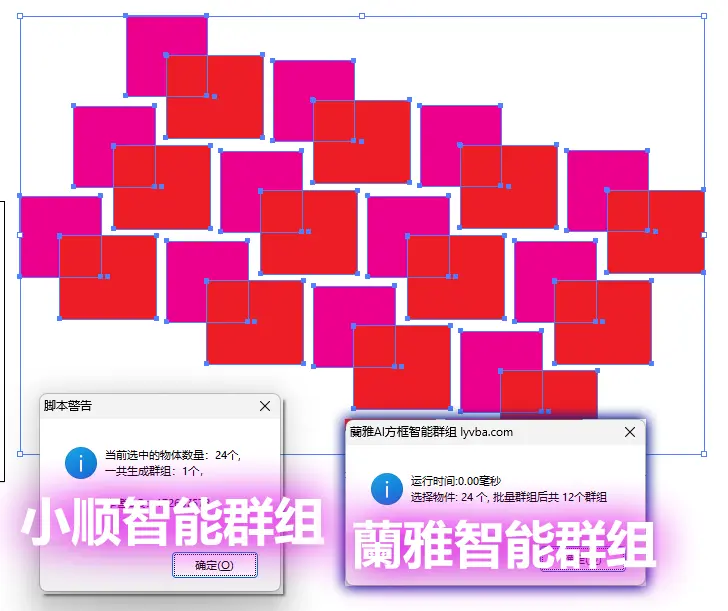 脚本警告
当前选中的物体数量：24个,
一共生成群组：1个,
小顺智能群组
确定(O)
蘭雅AI方框智能群组 lyvba.com
运行时间:0.00毫秒
选择物件: 24 个, 批量群组后共 12个群组
蘭雅智能群组